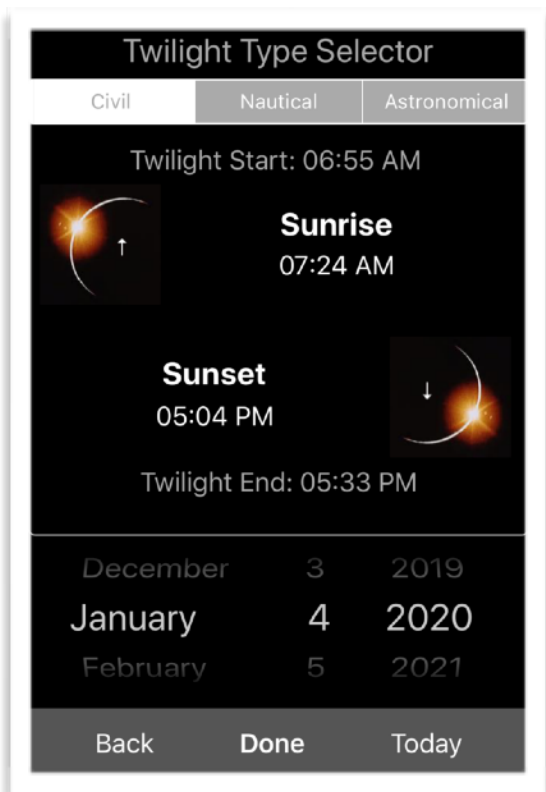 Twilight Type Selector
Civil Nautical Astronomical
Twilight Start: 06:55 AM
↑
Sunrise
07:24 AM
Sunset
05:04 PM
↓
Twilight End: 05:33 PM
December 3 2019
January 4 2020
February 5 2021
Back Done Today